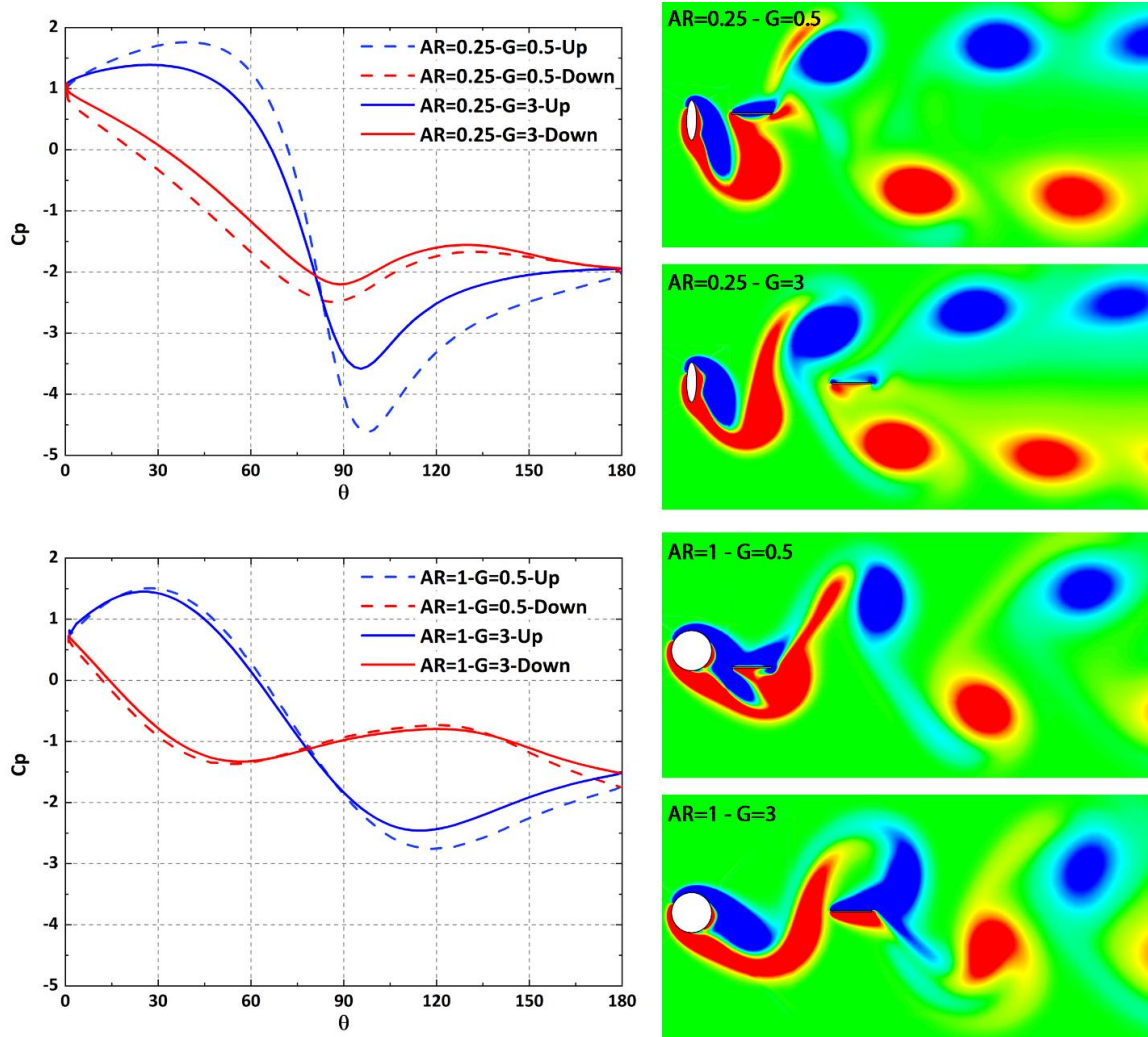 2
1
0
-1
-2
-3
-4
-5
Cp
0 30 60 90 120 150 180
θ
AR=0.25-G=0.5-Up
AR=0.25-G=0.5-Down
AR=0.25-G=3-Up
AR=0.25-G=3-Down
AR=0.25 - G=0.5
AR=0.25 - G=3
2
1
0
-1
-2
-3
-4
-5
Cp
0 30 60 90 120 150 180
θ
AR=1-G=0.5-Up
AR=1-G=0.5-Down
AR=1-G=3-Up
AR=1-G=3-Down
AR=1 - G=0.5
AR=1 - G=3